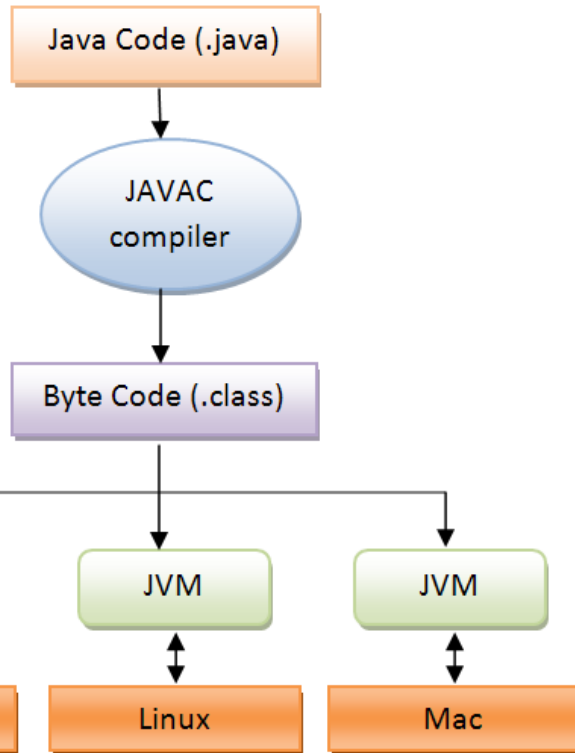 Java Code (.java)
JAVAC
compiler
Byte Code (.class)
JVM
JVM
Linux
Mac